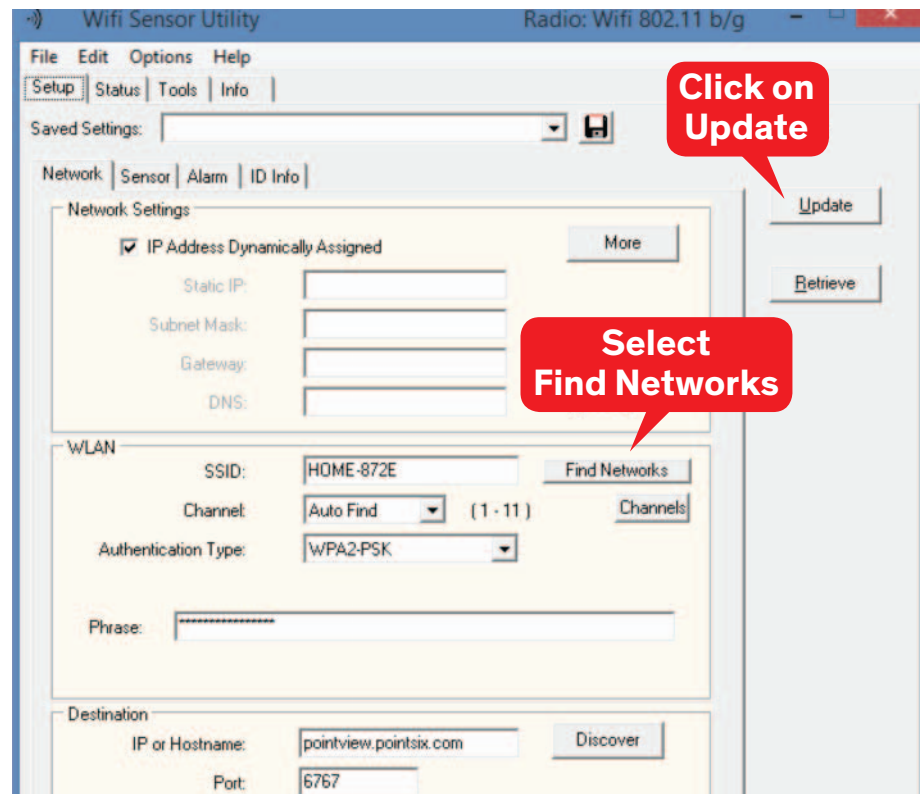 Wifi Sensor Utility Radio: Wifi 802.11 b/g
File Edit Options Help
Setup Status Tools Info
Click on
Update
Saved Settings:
Network Sensor Alarm ID Info
Network Settings
Update
IP Address Dynamically Assigned More
Static IP:
Retrieve
Subnet Mask:
Gateway:
Select
Find Networks
DNS:
WLAN
SSID: HOME-872E Find Networks
Channel: Auto Find (1 - 11) Channels
Authentication Type: WPA2-PSK
Phrase: ****************
Destination
IP or Hostname: pointview.pointsix.com Discover
Port: 6767